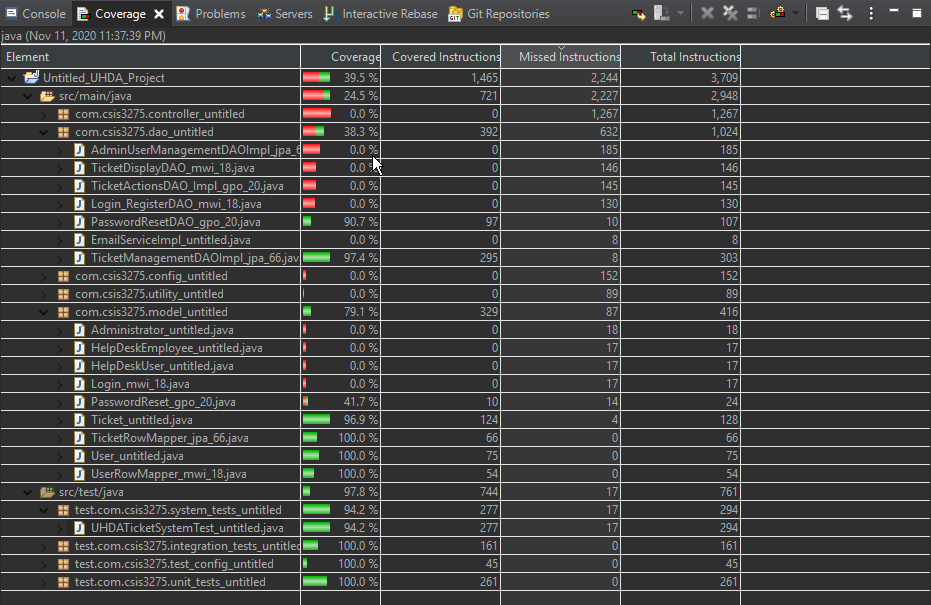 Console Coverage Problems Servers Interactive Rebase Git Repositories
java (Nov 11, 2020 11:37:39 PM)
Element Coverage Covered Instructions Missed Instructions Total Instructions
Untitled_UHDA_Project 39.5 % 1,465 2,244 3,709
src/main/java 24.5 % 721 2,227 2,948
com.csis3275.controller_untitled 0.0 % 0 1,267 1,267
com.csis3275.dao_untitled 38.3 % 392 632 1,024
AdminUserManagementDAOImpl_jpa_6 0.0 % 0 185 185
TicketDisplayDAO_mwi_18.java 0.0 % 0 146 146
TicketActionsDAO_Impl_gpo_20.java 0.0 % 0 145 145
Login_RegisterDAO_mwi_18.java 0.0 % 0 130 130
PasswordResetDAO_gpo_20.java 90.7 % 97 10 107
EmailServiceImpl_untitled.java 0.0 % 0 8 8
TicketManagementDAOImpl_jpa_66.jav 97.4 % 295 8 303
com.csis3275.config_untitled 0.0 % 0 152 152
com.csis3275.utility_untitled 0.0 % 0 89 89
com.csis3275.model_untitled 79.1 % 329 87 416
Administrator_untitled.java 0.0 % 0 18 18
HelpDeskEmployee_untitled.java 0.0 % 0 17 17
HelpDeskUser_untitled.java 0.0 % 0 17 17
Login_mwi_18.java 0.0 % 0 17 17
PasswordReset_gpo_20.java 41.7 % 10 14 24
Ticket_untitled.java 96.9 % 124 4 128
TicketRowMapper_jpa_66.java 100.0 % 66 0 66
User_untitled.java 100.0 % 75 0 75
UserRowMapper_mwi_18.java 100.0 % 54 0 54
src/test/java 97.8 % 744 17 761
test.com.csis3275.system_tests_untitled 94.2 % 277 17 294
UHDATicketSystemTest_untitled.java 94.2 % 277 17 294
test.com.csis3275.integration_tests_untitled 100.0 % 161 0 161
test.com.csis3275.test_config_untitled 100.0 % 45 0 45
test.com.csis3275.unit_tests_untitled 100.0 % 261 0 261